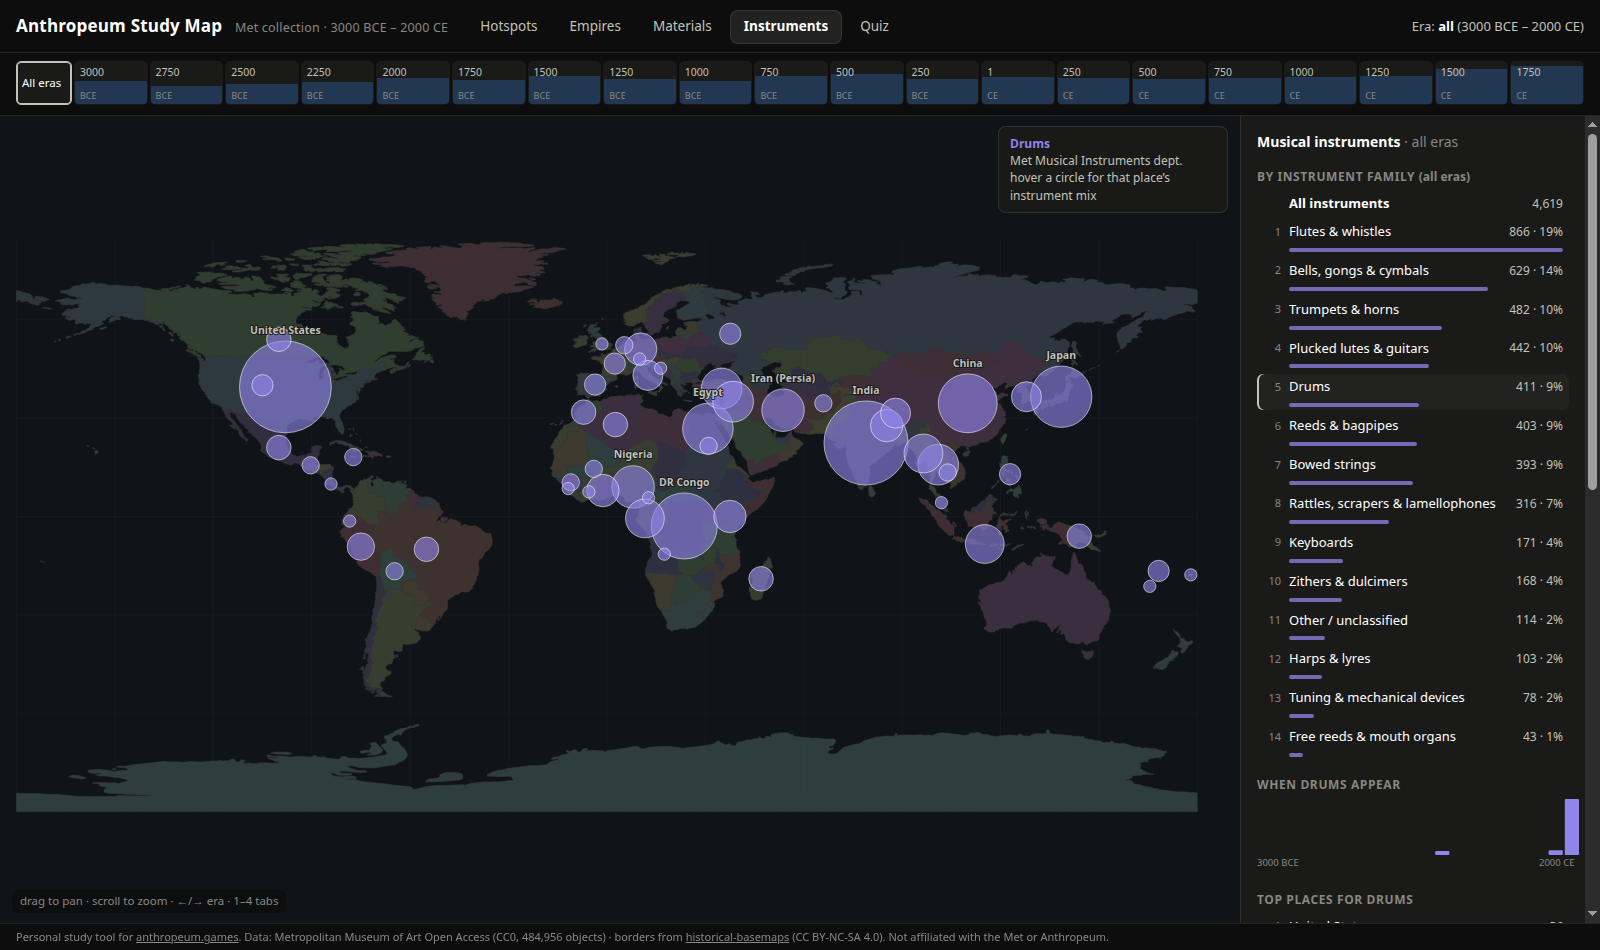 Anthropeum Study Map
Met collection · 3000 BCE – 2000 CE
Hotspots
Empires
Materials
Instruments
Quiz
Era: all (3000 BCE – 2000 CE)
All eras
3000 BCE
2750 BCE
2500 BCE
2250 BCE
2000 BCE
1750 BCE
1500 BCE
1250 BCE
1000 BCE
750 BCE
500 BCE
250 BCE
1 CE
250 CE
500 CE
750 CE
1000 CE
1250 CE
1500 CE
1750 CE
Drums
Met Musical Instruments dept.
hover a circle for that place's
instrument mix
United States
Japan
China
Iran (Persia)
India
Egypt
Nigeria
DR Congo
drag to pan · scroll to zoom · ←/→ era · 1–4 tabs
Musical instruments · all eras
BY INSTRUMENT FAMILY (all eras)
All instruments 4,619
1 Flutes & whistles 866 · 19%
2 Bells, gongs & cymbals 629 · 14%
3 Trumpets & horns 482 · 10%
4 Plucked lutes & guitars 442 · 10%
5 Drums 411 · 9%
6 Reeds & bagpipes 403 · 9%
7 Bowed strings 393 · 9%
8 Rattles, scrapers & lamellophones 316 · 7%
9 Keyboards 171 · 4%
10 Zithers & dulcimers 168 · 4%
11 Other / unclassified 114 · 2%
12 Harps & lyres 103 · 2%
13 Tuning & mechanical devices 78 · 2%
14 Free reeds & mouth organs 43 · 1%
WHEN DRUMS APPEAR
3000 BCE 2000 CE
TOP PLACES FOR DRUMS
Personal study tool for anthropeum.games. Data: Metropolitan Museum of Art Open Access (CC0, 484,956 objects) · borders from historical-basemaps (CC BY-NC-SA 4.0). Not affiliated with the Met or Anthropeum.